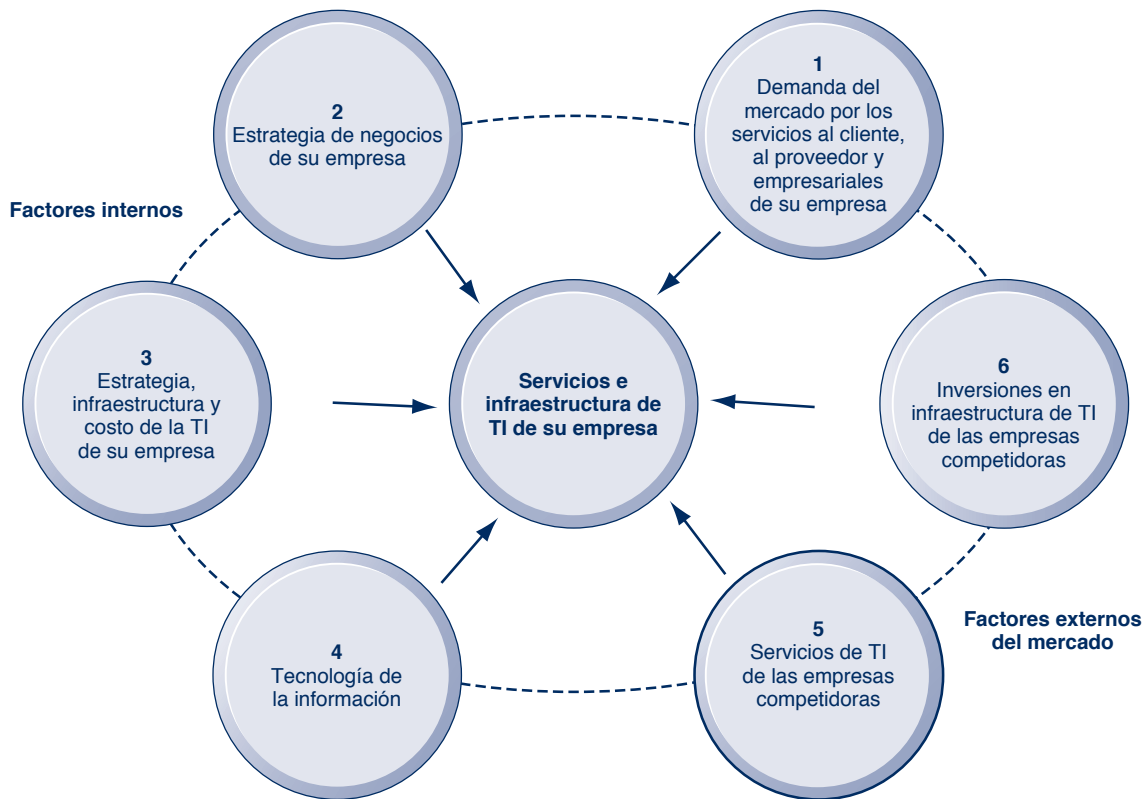 1
Demanda del
mercado por los
servicios al cliente,
al proveedor y
empresariales
de su empresa
2
Estrategia de negocios
de su empresa
Factores internos
3
Estrategia,
infraestructura y
costo de la TI
de su empresa
Servicios e
infraestructura de
TI de su empresa
6
Inversiones en
infraestructura de TI
de las empresas
competidoras
4
Tecnología de
la información
5
Servicios de TI
de las empresas
competidoras
Factores externos
del mercado